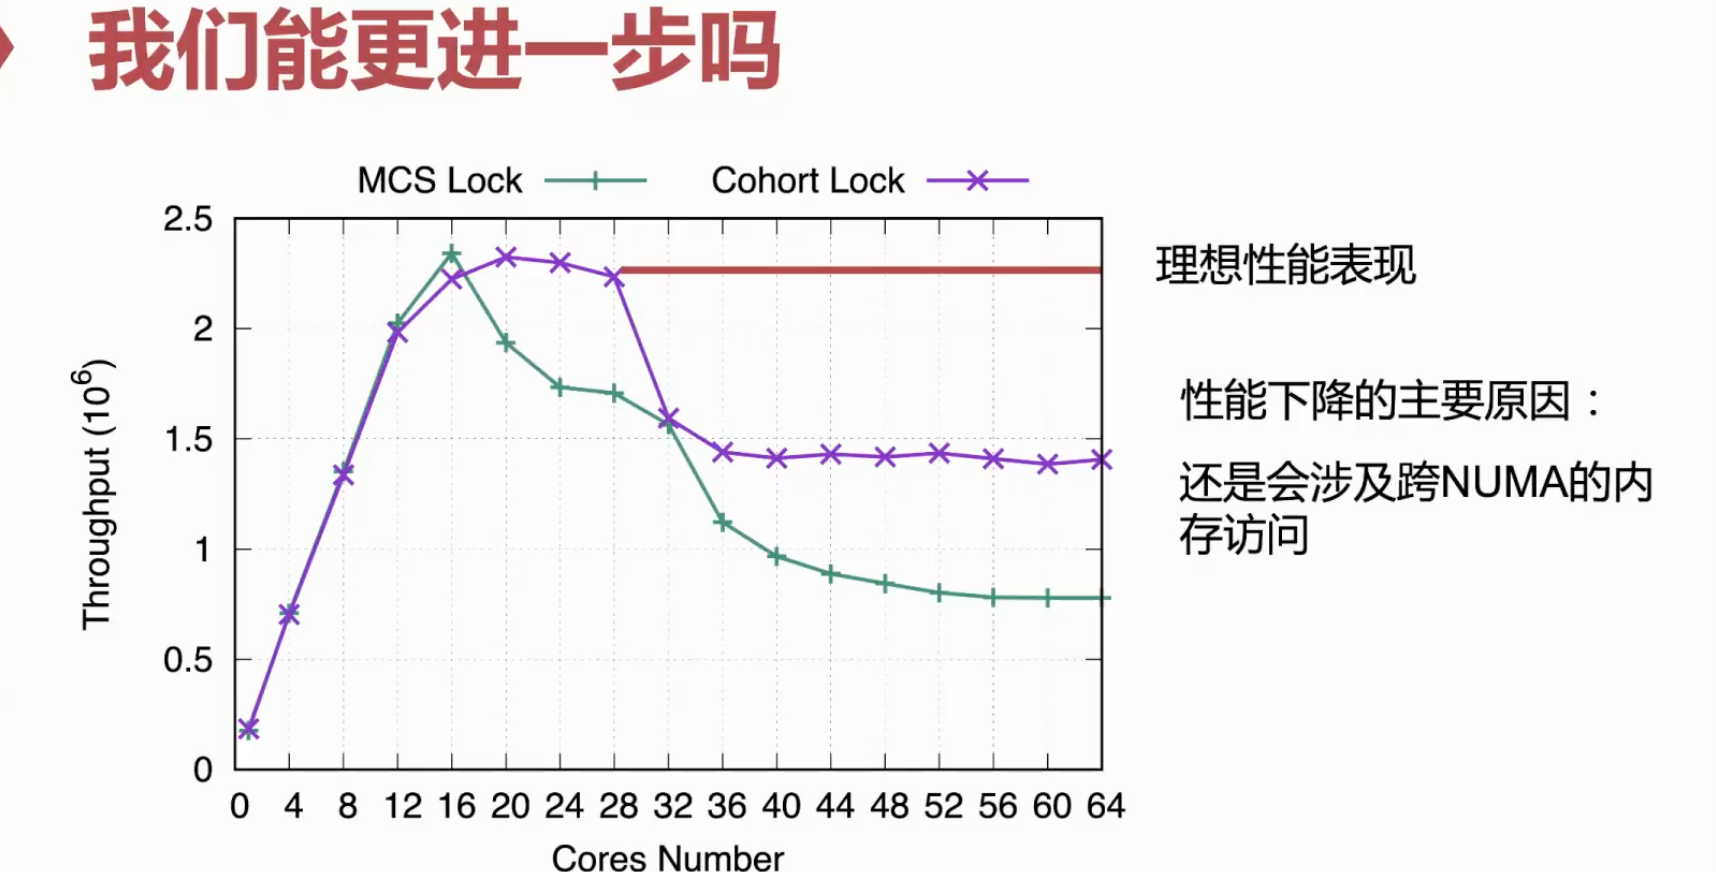 我们能更进一步吗
MCS Lock
Cohort Lock
2.5
2
1.5
1
0.5
0
Throughput (10⁶)
0 4 8 12 16 20 24 28 32 36 40 44 48 52 56 60 64
Cores Number
理想性能表现
性能下降的主要原因：
还是会涉及跨NUMA的内
存访问